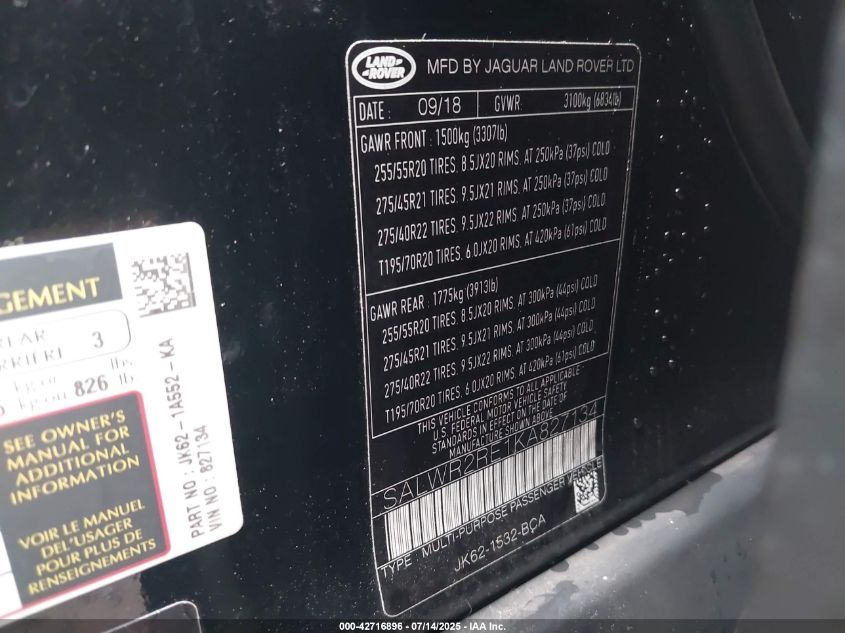 LAND ROVER
MFD BY JAGUAR LAND ROVER LTD
DATE : 09/18 GVWR. 3100kg (6834lb)
GAWR FRONT : 1500kg (3307lb)
255/55R20 TIRES. 8.5JX20 RIMS. AT 250kPa (37psi) COLD
275/45R21 TIRES. 9.5JX21 RIMS. AT 250kPa (37psi) COLD
275/40R22 TIRES. 9.5JX22 RIMS. AT 250kPa (37psi) COLD
T195/70R20 TIRES. 6.0JX20 RIMS. AT 420kPa (61psi) COLD
GAWR REAR : 1775kg (3913lb)
255/55R20 TIRES. 8.5JX20 RIMS. AT 300kPa (44psi) COLD
275/45R21 TIRES. 9.5JX21 RIMS. AT 300kPa (44psi) COLD
275/40R22 TIRES. 9.5JX22 RIMS. AT 300kPa (44psi) COLD
T195/70R20 TIRES. 6.0JX20 RIMS. AT 420kPa (61psi) COLD
THIS VEHICLE CONFORMS TO ALL APPLICABLE
U.S. FEDERAL MOTOR VEHICLE SAFETY
STANDARDS IN EFFECT ON THE DATE OF
MANUFACTURE SHOWN ABOVE
SALWR2RE1KA827134
TYPE : MULTI-PURPOSE PASSENGER VEHICLE
JK62-1532-BCA
GEMENT
REAR
RRIÈRE 3
kg or lbs
kg ou 826 lb
SEE OWNER'S
MANUAL FOR
ADDITIONAL
INFORMATION
VOIR LE MANUEL
DEL'USAGER
POUR PLUS DE
RENSEIGNEMENTS
PART NO : JK62-1A552-KA
VIN NO : 827134
000-42716896 - 07/14/2025 - IAA Inc.